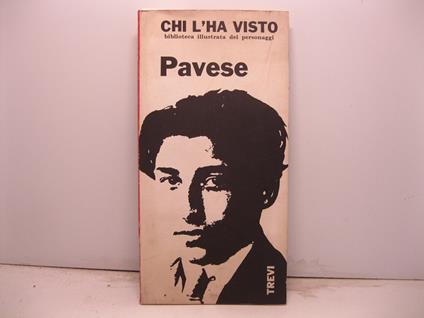 CHI L'HA VISTO
biblioteca illustrata dei personaggi
Pavese
TREVI